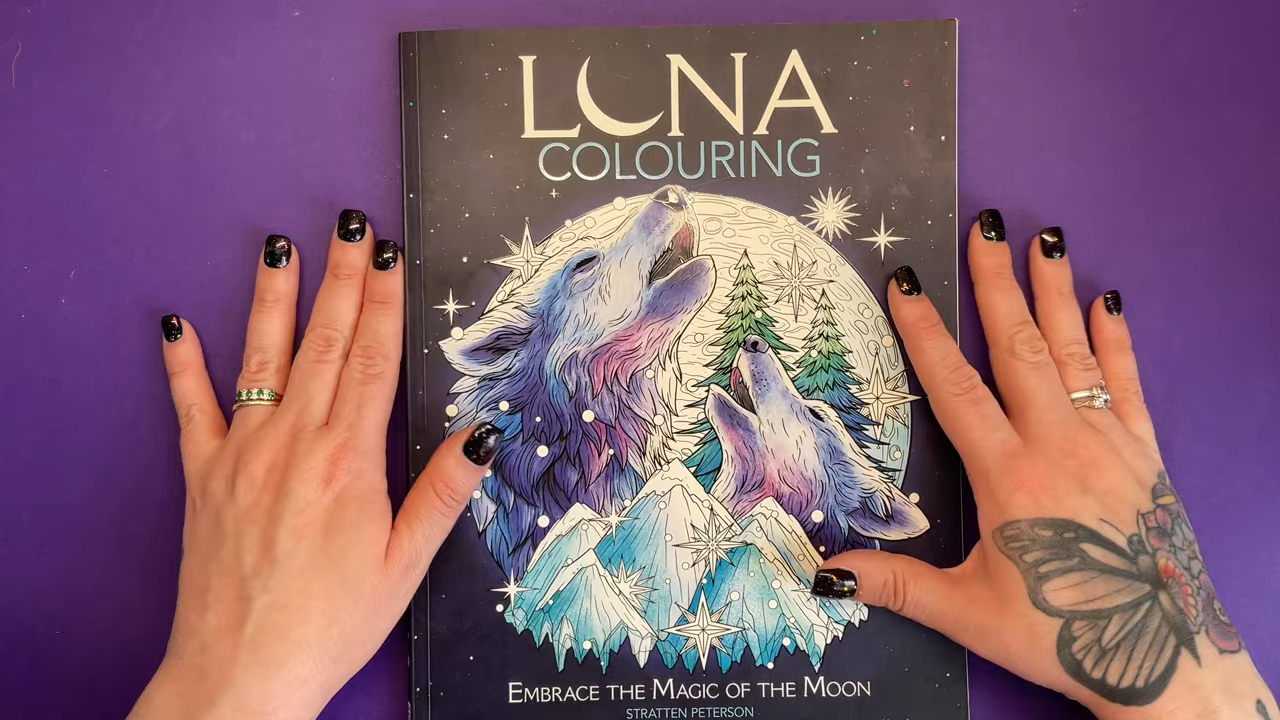 LUNA
COLOURING
EMBRACE THE MAGIC OF THE MOON
STRATTEN PETERSON